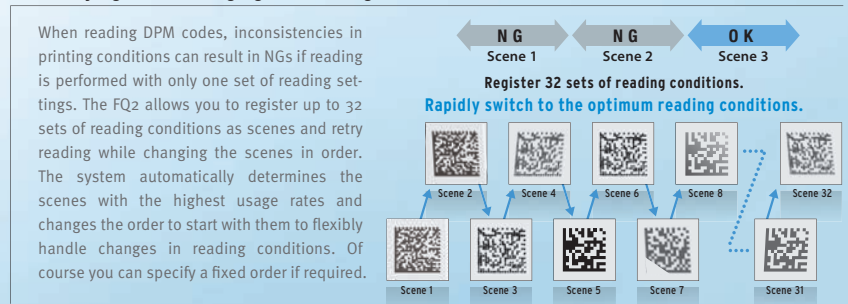 When reading DPM codes, inconsistencies in
printing conditions can result in NGs if reading
is performed with only one set of reading set-
tings. The FQ2 allows you to register up to 32
sets of reading conditions as scenes and retry
reading while changing the scenes in order.
The system automatically determines the
scenes with the highest usage rates and
changes the order to start with them to flexibly
handle changes in reading conditions. Of
course you can specify a fixed order if required.
NG NG OK
Scene 1 Scene 2 Scene 3
Register 32 sets of reading conditions.
Rapidly switch to the optimum reading conditions.
Scene 2 Scene 4 Scene 6 Scene 8 Scene 32
Scene 1 Scene 3 Scene 5 Scene 7 Scene 31